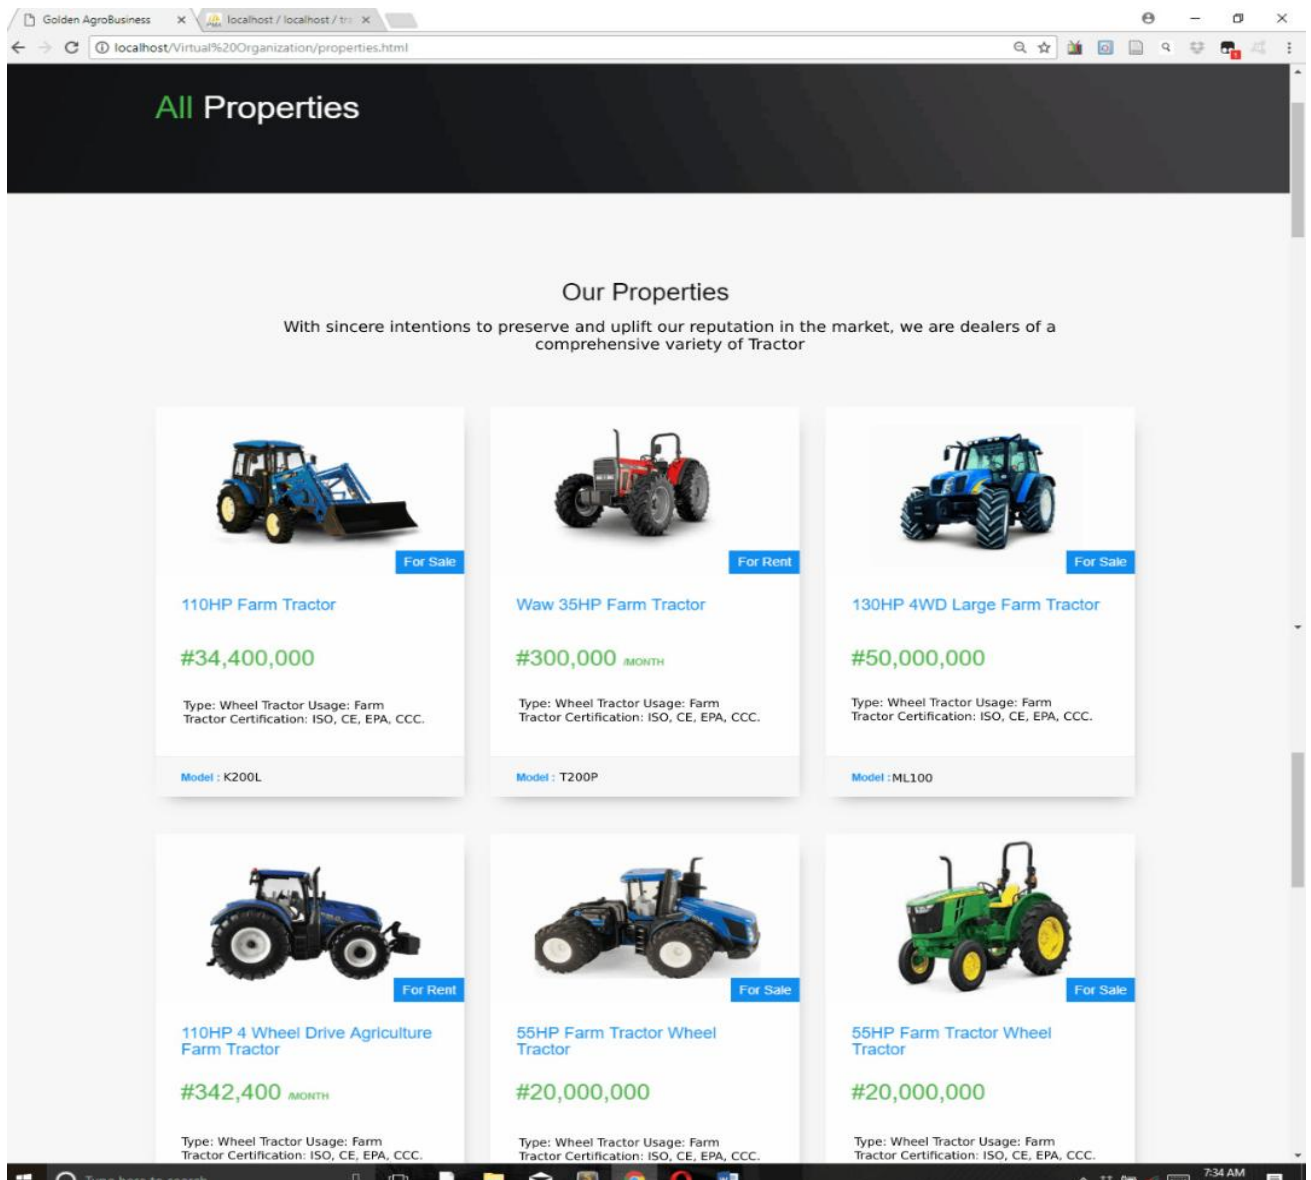 Golden AgroBusiness
localhost / localhost / tra
localhost/Virtual%20Organization/properties.html
All Properties
Our Properties
With sincere intentions to preserve and uplift our reputation in the market, we are dealers of a
comprehensive variety of Tractor
For Sale
For Rent
For Sale
110HP Farm Tractor
Waw 35HP Farm Tractor
130HP 4WD Large Farm Tractor
#34,400,000
#300,000 /MONTH
#50,000,000
Type: Wheel Tractor Usage: Farm
Tractor Certification: ISO, CE, EPA, CCC.
Type: Wheel Tractor Usage: Farm
Tractor Certification: ISO, CE, EPA, CCC.
Type: Wheel Tractor Usage: Farm
Tractor Certification: ISO, CE, EPA, CCC.
Model : K200L
Model : T200P
Model : ML100
For Rent
For Sale
For Sale
110HP 4 Wheel Drive Agriculture
Farm Tractor
55HP Farm Tractor Wheel
Tractor
55HP Farm Tractor Wheel
Tractor
#342,400 /MONTH
#20,000,000
#20,000,000
Type: Wheel Tractor Usage: Farm
Tractor Certification: ISO, CE, EPA, CCC.
Type: Wheel Tractor Usage: Farm
Tractor Certification: ISO, CE, EPA, CCC.
Type: Wheel Tractor Usage: Farm
Tractor Certification: ISO, CE, EPA, CCC.
Type here to search
7:34 AM